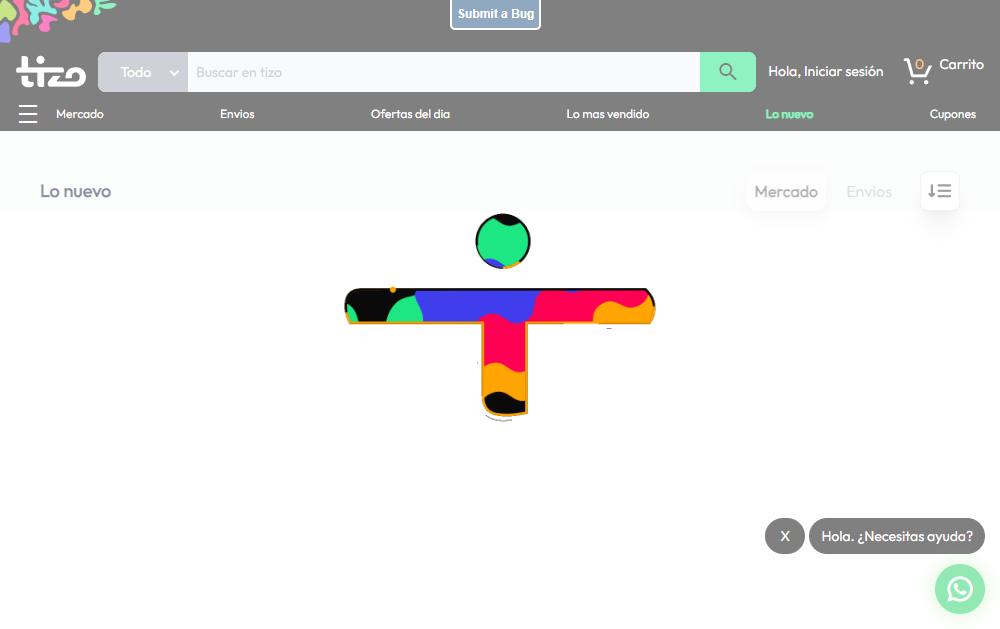 Submit a Bug
tizo
Todo
Buscar en tizo
Hola, Iniciar sesión
0
Carrito
Mercado
Envios
Ofertas del dia
Lo mas vendido
Lo nuevo
Cupones
Lo nuevo
Mercado
Envios
X
Hola. ¿Necesitas ayuda?